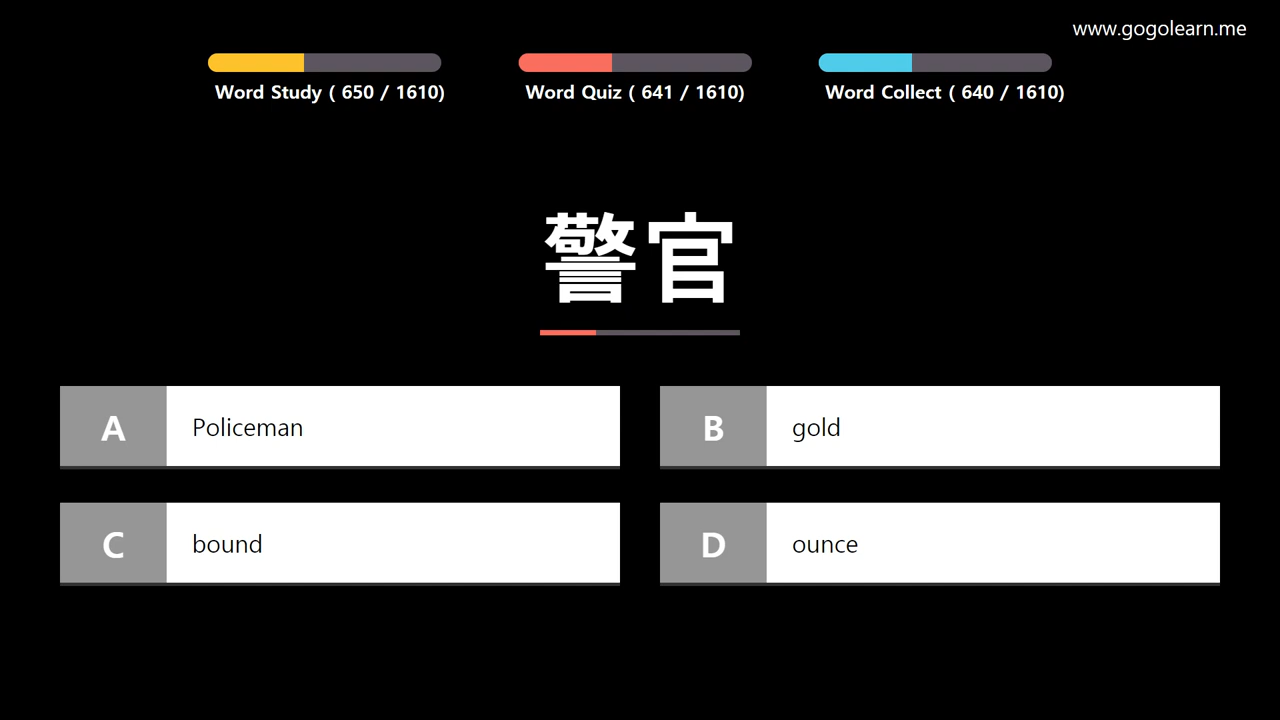 www.gogolearn.me
Word Study ( 650 / 1610)
Word Quiz ( 641 / 1610)
Word Collect ( 640 / 1610)
警官
A
Policeman
B
gold
C
bound
D
ounce